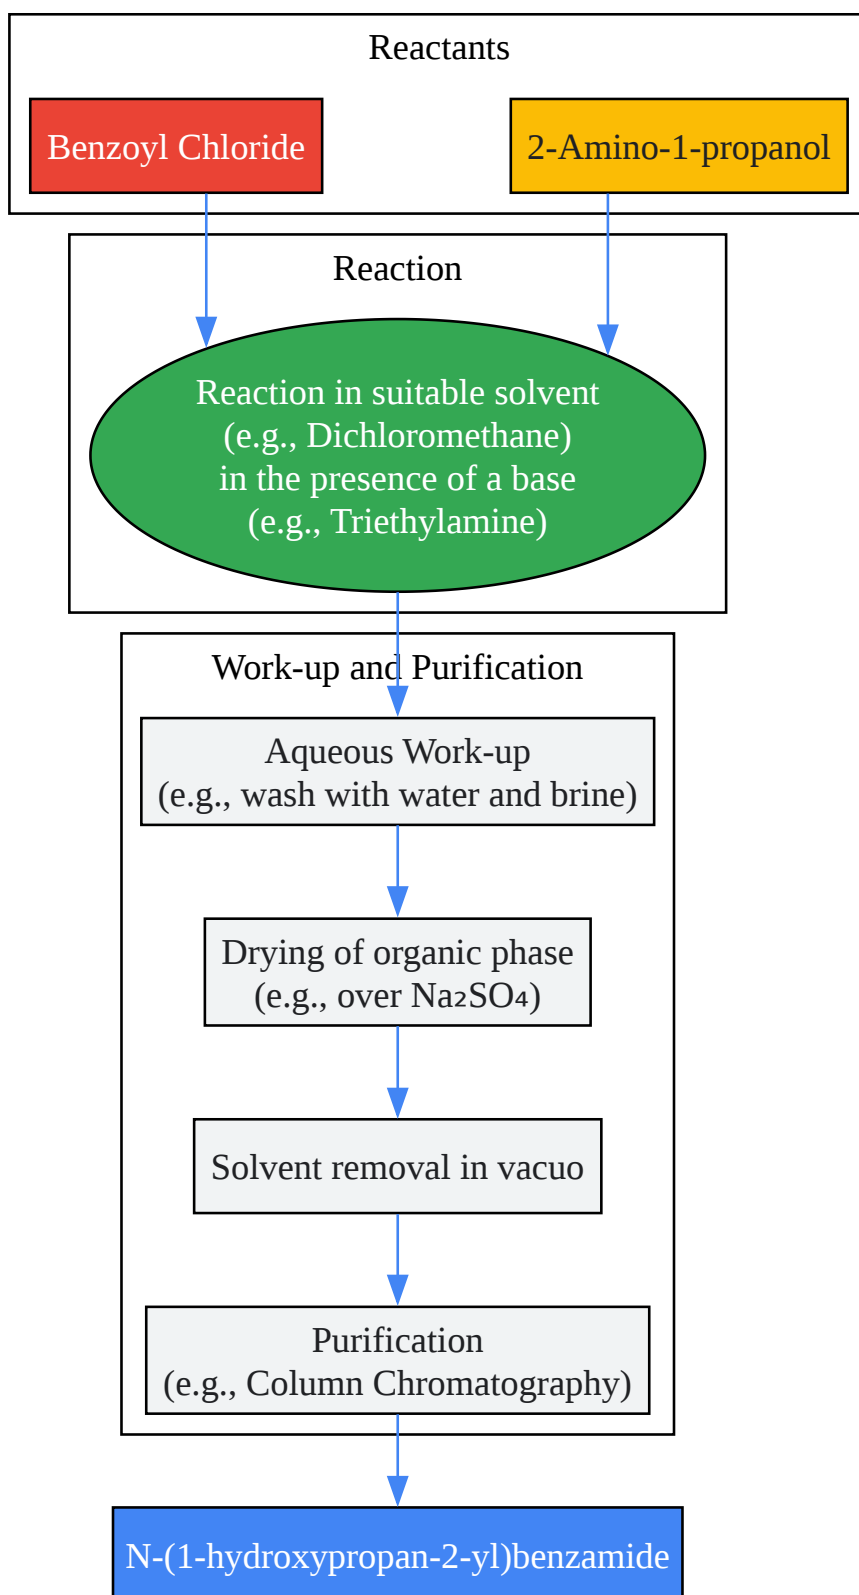 Reactants
Benzoyl Chloride
2-Amino-1-propanol
Reaction
Reaction in suitable solvent
(e.g., Dichloromethane)
in the presence of a base
(e.g., Triethylamine)
Work-up and Purification
Aqueous Work-up
(e.g., wash with water and brine)
Drying of organic phase
(e.g., over Na₂SO₄)
Solvent removal in vacuo
Purification
(e.g., Column Chromatography)
N-(1-hydroxypropan-2-yl)benzamide